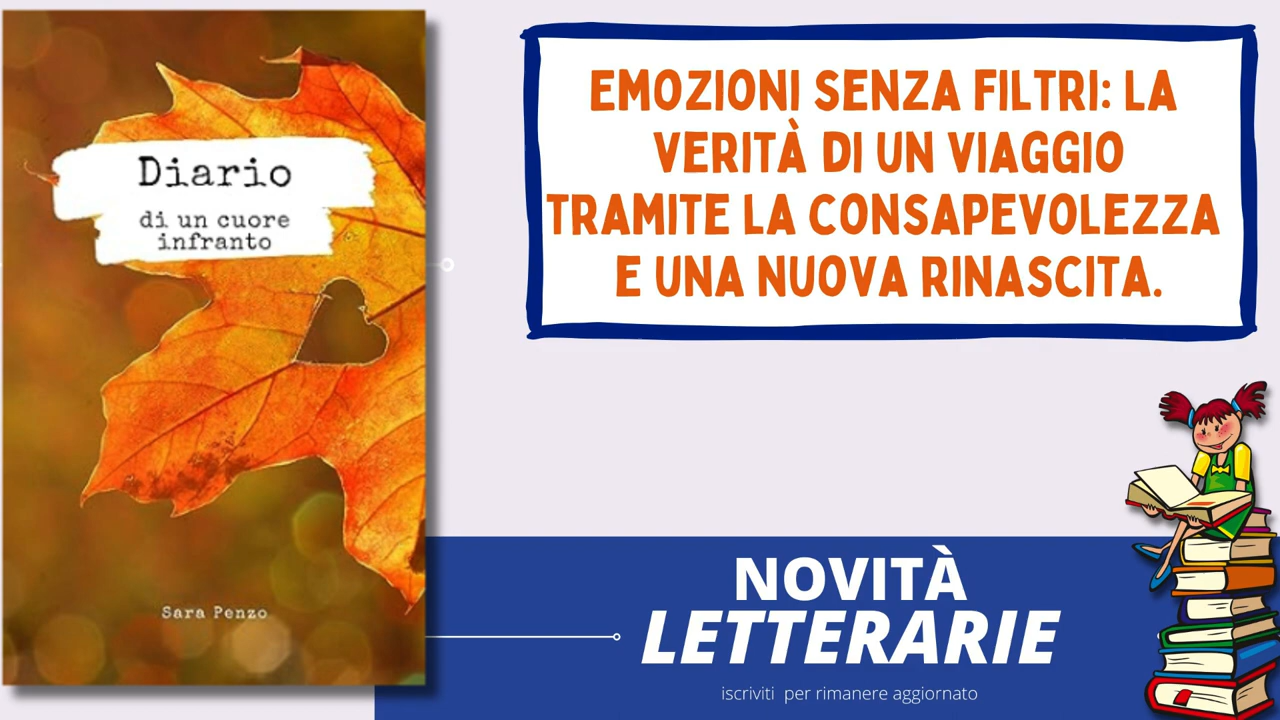 Diario
di un cuore
infranto
Sara Penzo
EMOZIONI SENZA FILTRI: LA
VERITÀ DI UN VIAGGIO
TRAMITE LA CONSAPEVOLEZZA
E UNA NUOVA RINASCITA.
NOVITÀ
LETTERARIE
iscriviti per rimanere aggiornato